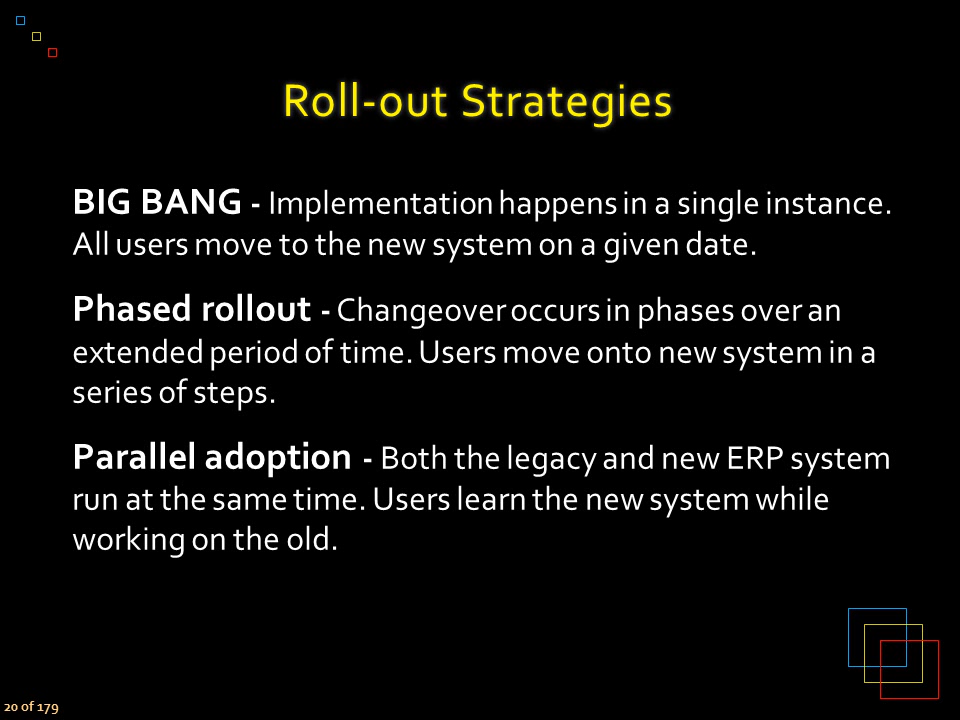 Roll-out Strategies
BIG BANG - Implementation happens in a single instance.
All users move to the new system on a given date.
Phased rollout - Changeover occurs in phases over an
extended period of time. Users move onto new system in a
series of steps.
Parallel adoption - Both the legacy and new ERP system
run at the same time. Users learn the new system while
working on the old.
20 of 179